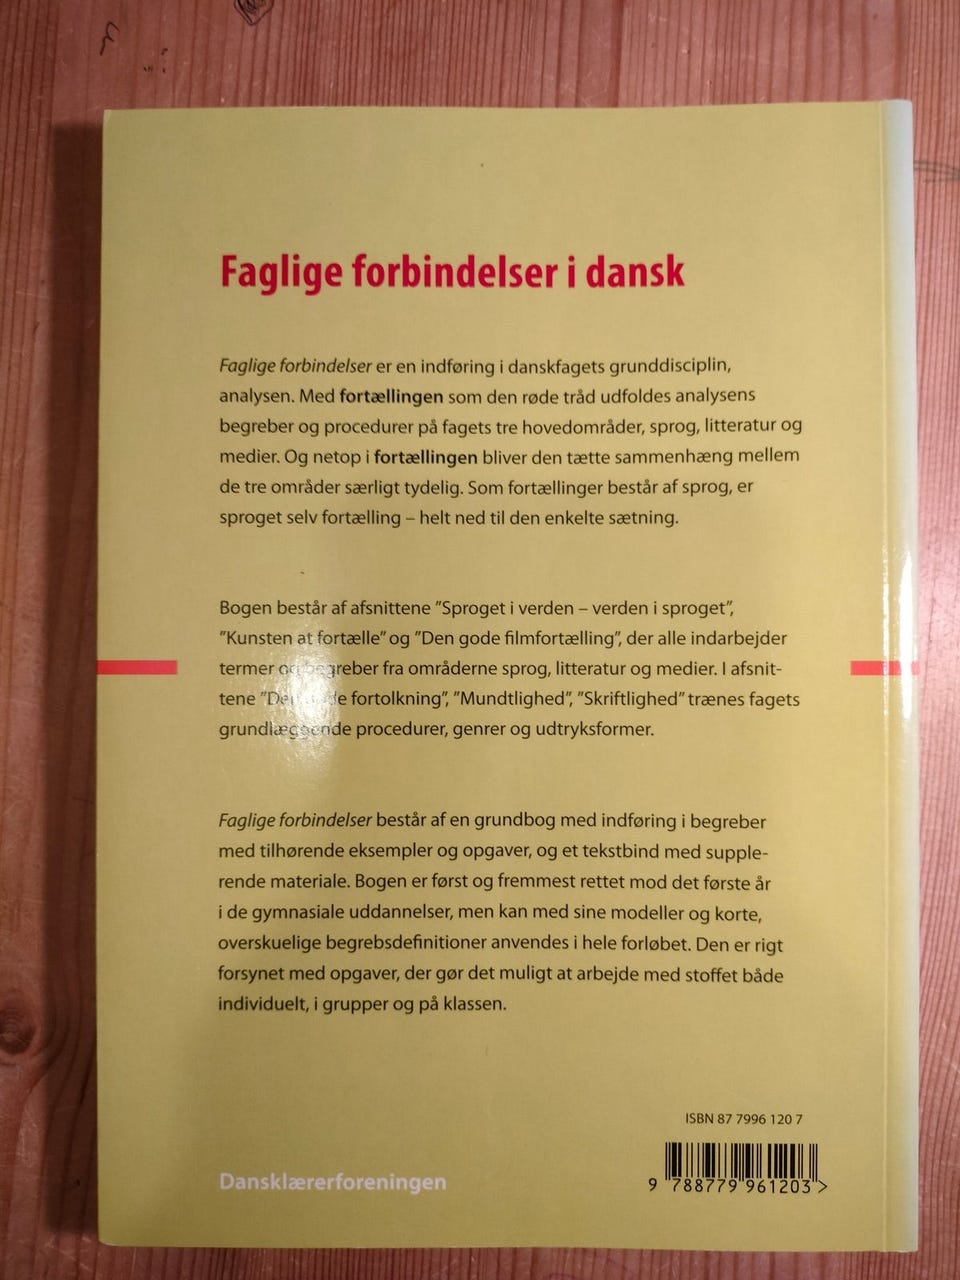 Faglige forbindelser i dansk
Faglige forbindelser er en indføring i danskfagets grunddisciplin,
analysen. Med fortællingen som den røde tråd udfoldes analysens
begreber og procedurer på fagets tre hovedområder, sprog, litteratur og
medier. Og netop i fortællingen bliver den tætte sammenhæng mellem
de tre områder særligt tydelig. Som fortællinger består af sprog, er
sproget selv fortælling – helt ned til den enkelte sætning.
Bogen består af afsnittene ”Sproget i verden – verden i sproget”,
”Kunsten at fortælle” og ”Den gode filmfortælling”, der alle indarbejder
termer og begreber fra områderne sprog, litteratur og medier. I afsnit-
tene ”Den gode fortolkning”, ”Mundtlighed”, ”Skriftlighed” trænes fagets
grundlæggende procedurer, genrer og udtryksformer.
Faglige forbindelser består af en grundbog med indføring i begreber
med tilhørende eksempler og opgaver, og et tekstbind med supple-
rende materiale. Bogen er først og fremmest rettet mod det første år
i de gymnasiale uddannelser, men kan med sine modeller og korte,
overskuelige begrebsdefinitioner anvendes i hele forløbet. Den er rigt
forsynet med opgaver, der gør det muligt at arbejde med stoffet både
individuelt, i grupper og på klassen.
ISBN 87 7996 120 7
Dansklærerforeningen
9 788779 961203 >